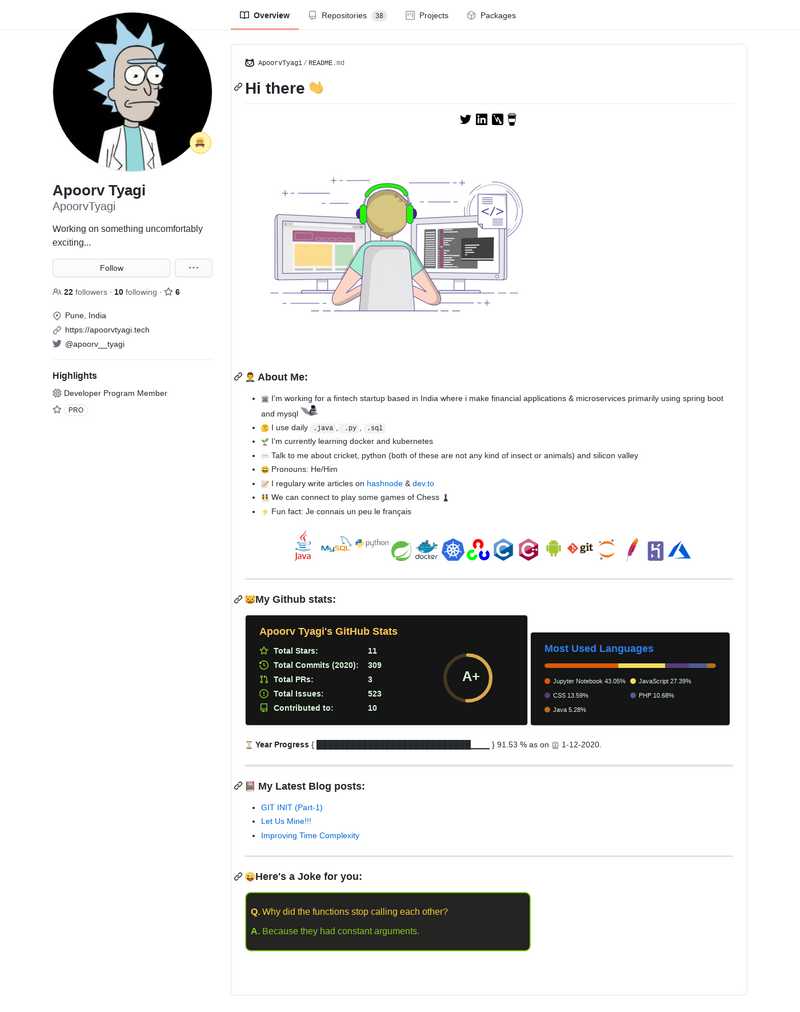 Overview Repositories 38 Projects Packages
Apoorv Tyagi
ApoorvTyagi
Working on something uncomfortably
exciting...
Follow
22 followers · 10 following · 6
Pune, India
https://apoorvtyagi.tech
@apoorv__tyagi
Highlights
Developer Program Member
PRO
ApoorvTyagi / README.md
Hi there 👋
</>
About Me:
I'm working for a fintech startup based in India where i make financial applications & microservices primarily using spring boot
and mysql
I use daily .java , .py , .sql
I'm currently learning docker and kubernetes
Talk to me about cricket, python (both of these are not any kind of insect or animals) and silicon valley
Pronouns: He/Him
I regulary write articles on hashnode & dev.to
We can connect to play some games of Chess
Fun fact: Je connais un peu le français
Java MySQL python docker git
My Github stats:
Apoorv Tyagi's GitHub Stats
Total Stars: 11
Total Commits (2020): 309
Total PRs: 3
Total Issues: 523
Contributed to: 10
A+
Most Used Languages
Jupyter Notebook 43.05% JavaScript 27.39%
CSS 13.59% PHP 10.68%
Java 5.28%
Year Progress { } 91.53 % as on 1-12-2020.
My Latest Blog posts:
GIT INIT (Part-1)
Let Us Mine!!!
Improving Time Complexity
Here's a Joke for you:
Q. Why did the functions stop calling each other?
A. Because they had constant arguments.